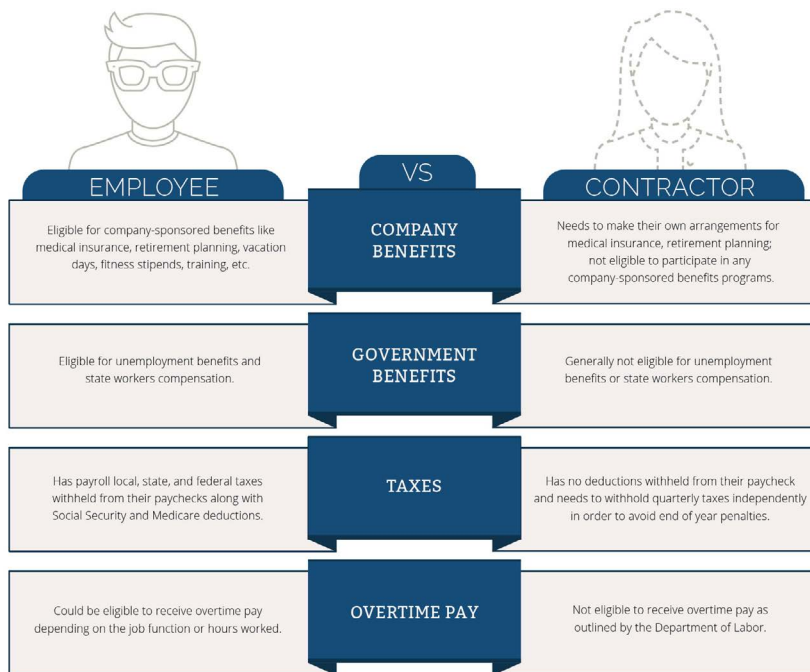 EMPLOYEE
VS
CONTRACTOR
Eligible for company-sponsored benefits like
medical insurance, retirement planning, vacation
days, fitness stipends, training, etc.
COMPANY
BENEFITS
Needs to make their own arrangements for
medical insurance, retirement planning;
not eligible to participate in any
company-sponsored benefits programs.
Eligible for unemployment benefits and
state workers compensation.
GOVERNMENT
BENEFITS
Generally not eligible for unemployment
benefits or state workers compensation.
Has payroll local, state, and federal taxes
withheld from their paychecks along with
Social Security and Medicare deductions.
TAXES
Has no deductions withheld from their paycheck
and needs to withhold quarterly taxes independently
in order to avoid end of year penalties.
Could be eligible to receive overtime pay
depending on the job function or hours worked.
OVERTIME PAY
Not eligible to receive overtime pay as
outlined by the Department of Labor.